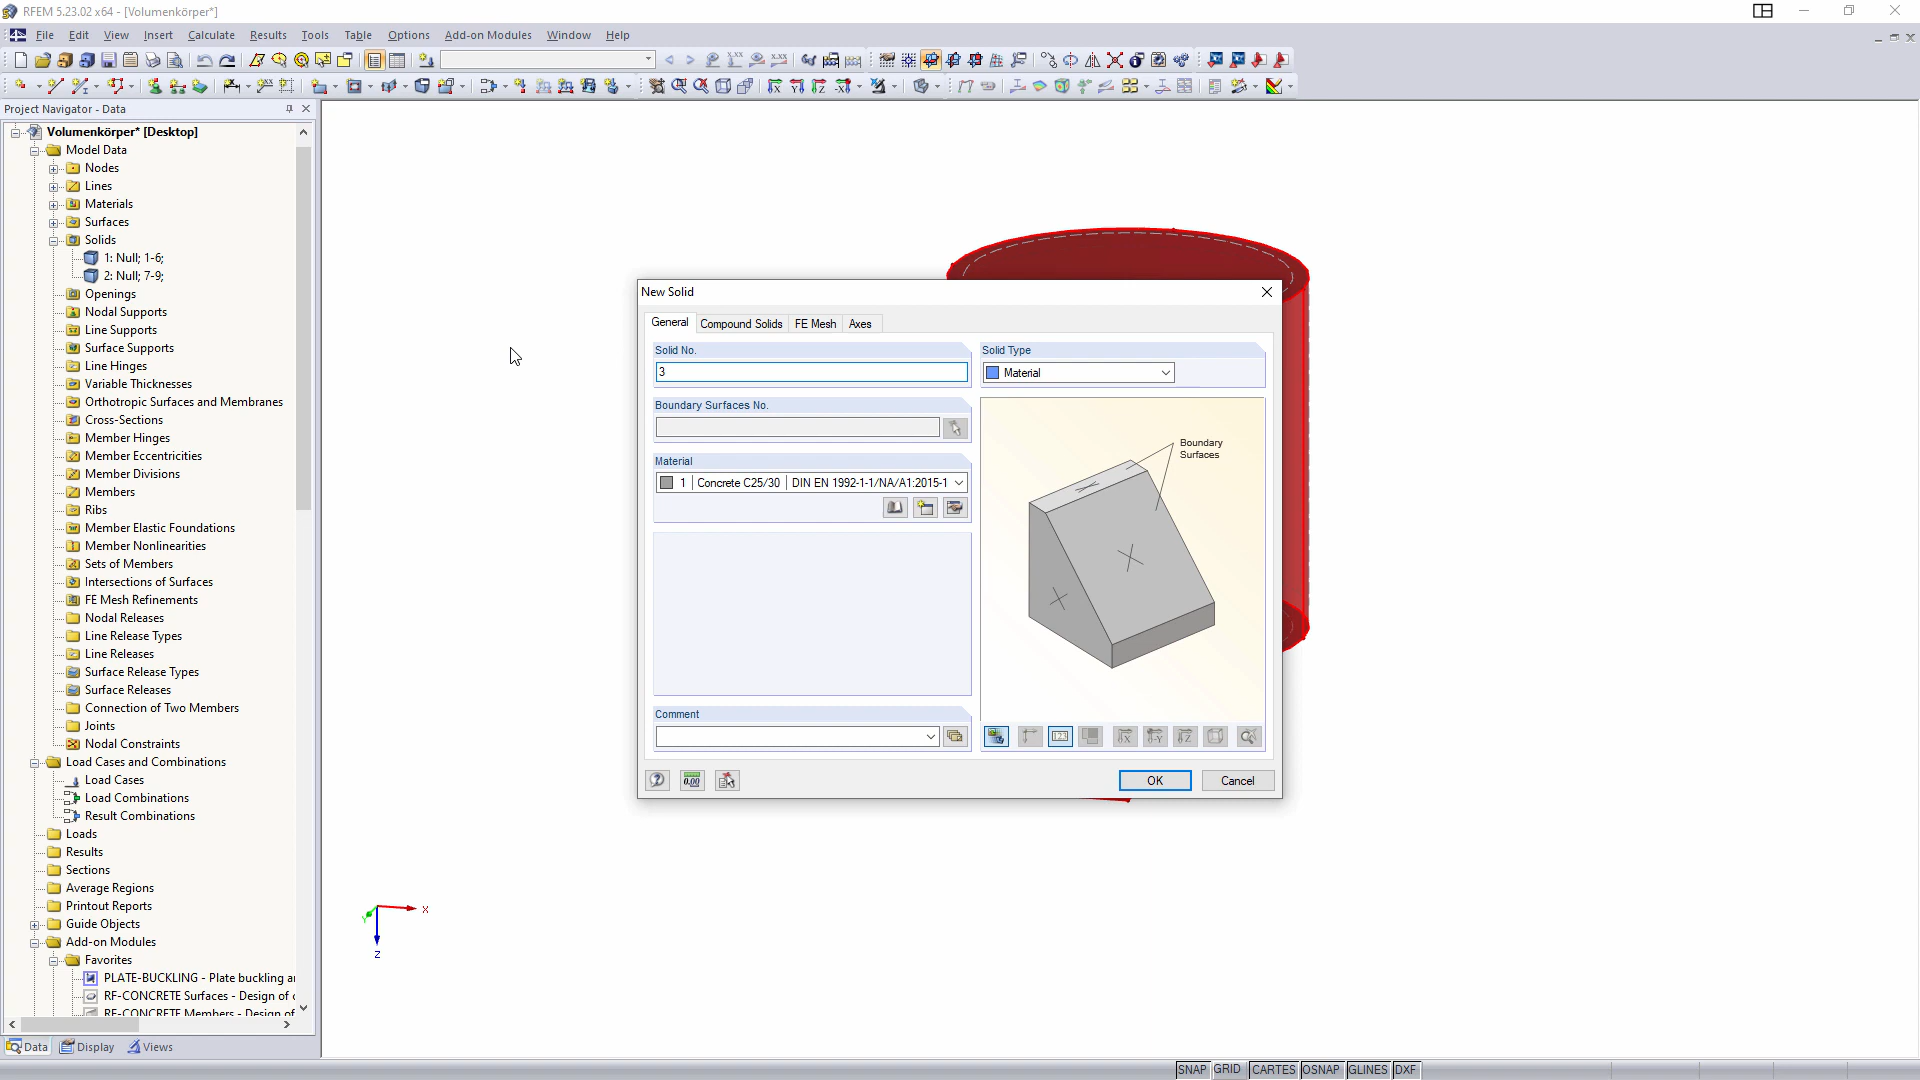 RFEM 5.23.02 x64 - [Volumenkörper*]
File Edit View Insert Calculate Results Tools Table Options Add-on Modules Window Help
Project Navigator - Data
Volumenkörper* [Desktop]
Model Data
Nodes
Lines
Materials
Surfaces
Solids
1: Null; 1-6;
2: Null; 7-9;
Openings
Nodal Supports
Line Supports
Surface Supports
Line Hinges
Variable Thicknesses
Orthotropic Surfaces and Membranes
Cross-Sections
Member Hinges
Member Eccentricities
Member Divisions
Members
Ribs
Member Elastic Foundations
Member Nonlinearities
Sets of Members
Intersections of Surfaces
FE Mesh Refinements
Nodal Releases
Line Release Types
Line Releases
Surface Release Types
Surface Releases
Connection of Two Members
Joints
Nodal Constraints
Load Cases and Combinations
Load Cases
Load Combinations
Result Combinations
Loads
Results
Sections
Average Regions
Printout Reports
Guide Objects
Add-on Modules
Favorites
PLATE-BUCKLING - Plate buckling a
RF-CONCRETE Surfaces - Design of
RF-CONCRETE Members - Design of
Data Display Views
New Solid
General Compound Solids FE Mesh Axes
Solid No.
3
Boundary Surfaces No.
Material
1 Concrete C25/30 DIN EN 1992-1-1/NA/A1:2015-1
Comment
Solid Type
Material
Boundary
Surfaces
OK Cancel
X
Y
Z
SNAP GRID CARTES OSNAP GLINES DXF